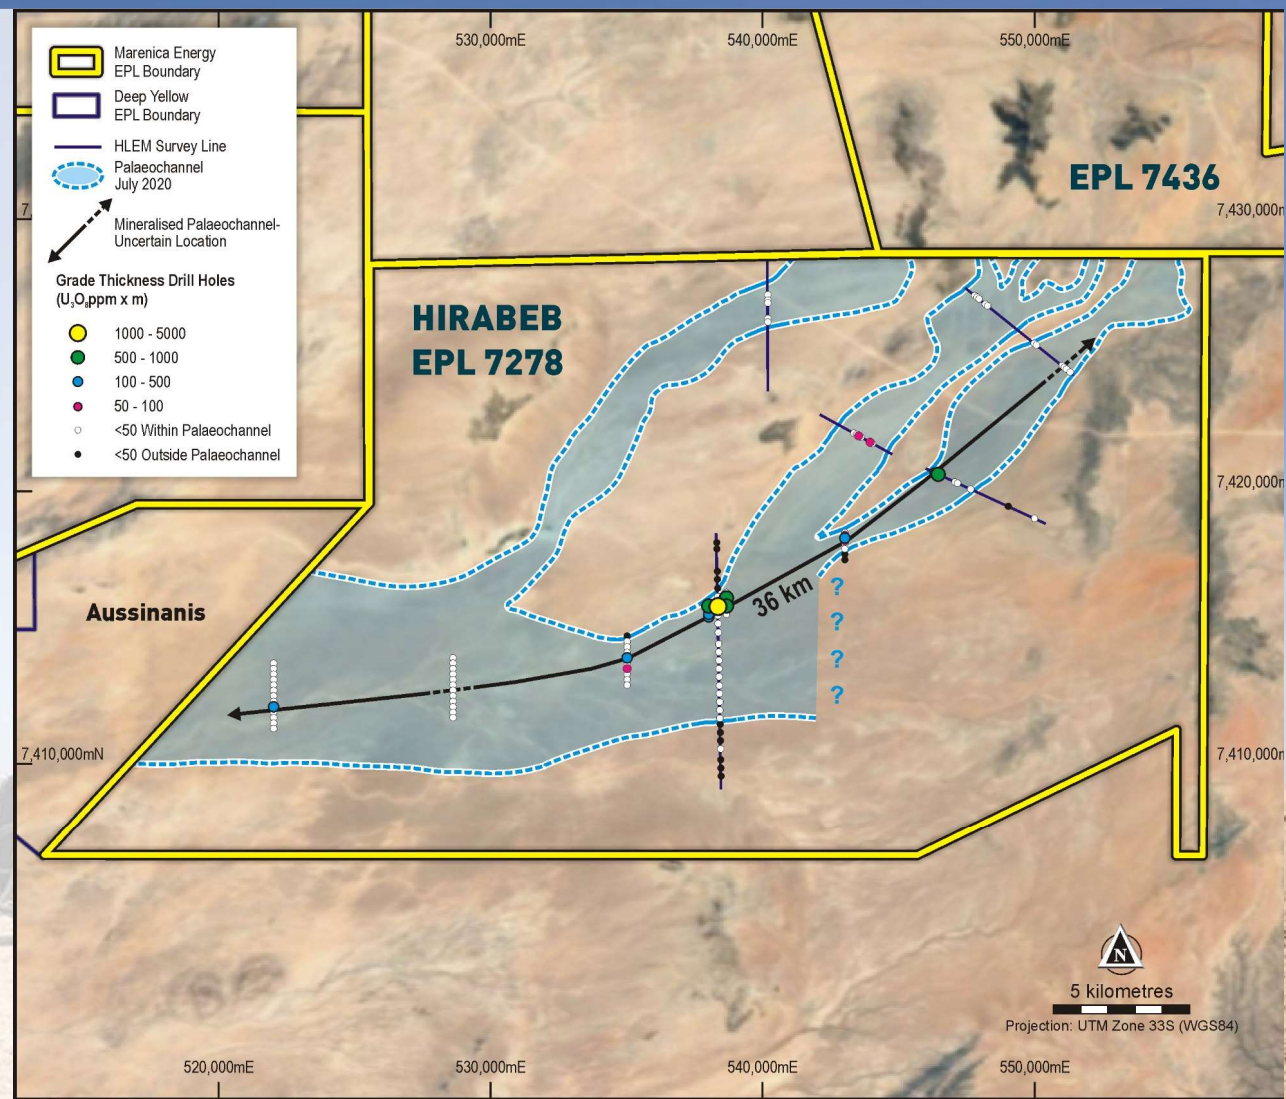 530,000mE
540,000mE
550,000mE
Marenica Energy
EPL Boundary
Deep Yellow
EPL Boundary
HLEM Survey Line
Palaeochannel
July 2020
Mineralised Palaeochannel-
Uncertain Location
Grade Thickness Drill Holes
(U₃O₈ppm x m)
1000 - 5000
500 - 1000
100 - 500
50 - 100
<50 Within Palaeochannel
<50 Outside Palaeochannel
EPL 7436
7,430,000m
HIRABEB
EPL 7278
7,420,000m
Aussinanis
36 km
?
?
?
?
7,410,000mN
7,410,000m
N
5 kilometres
Projection: UTM Zone 33S (WGS84)
520,000mE
530,000mE
540,000mE
550,000mE